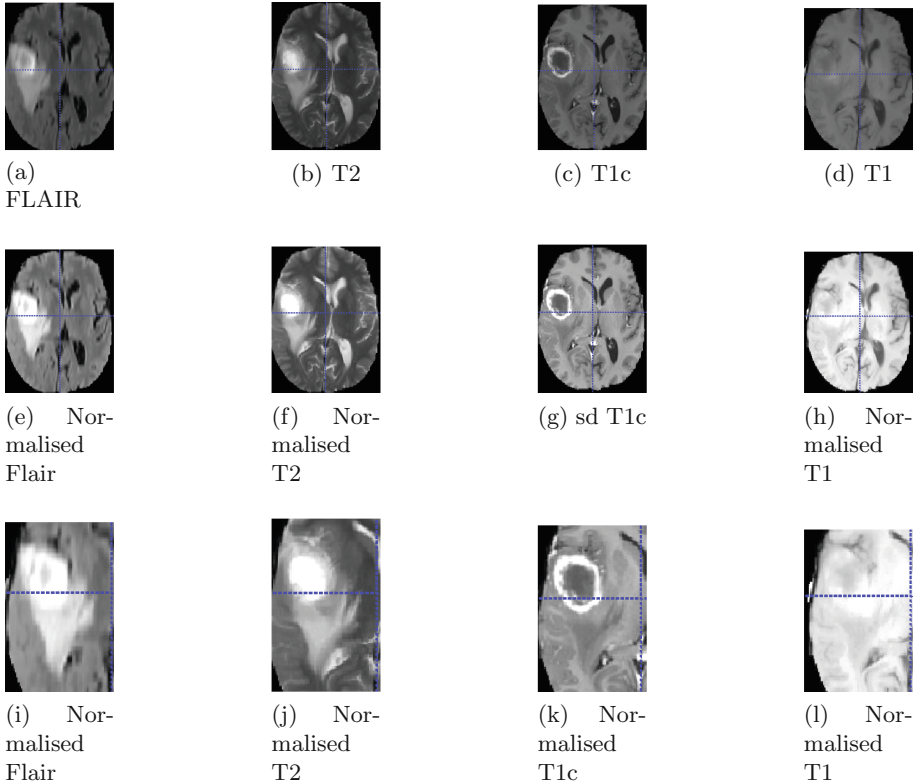 (a)
FLAIR
(b) T2
(c) T1c
(d) T1
(e) Nor-
malised
Flair
(f) Nor-
malised
T2
(g) sd T1c
(h) Nor-
malised
T1
(i) Nor-
malised
Flair
(j) Nor-
malised
T2
(k) Nor-
malised
T1c
(l) Nor-
malised
T1